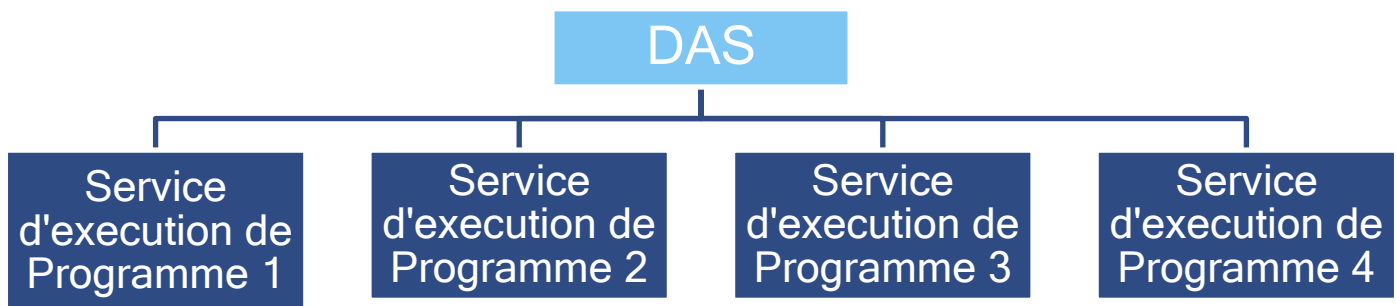 DAS
Service
d'execution de
Programme 1
Service
d'execution de
Programme 2
Service
d'execution de
Programme 3
Service
d'execution de
Programme 4